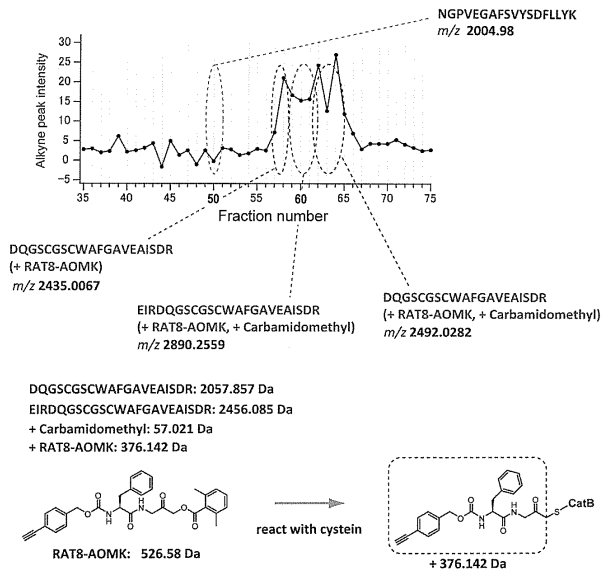 NGPVEGAFSVYSDFLLYK
m/z 2004.98
Alkyne peak intensity
30
25
20
15
10
5
0
−5
35
40
45
50
55
60
65
70
75
Fraction number
DQGSCGSCWAFGAVEAISDR
(+ RAT8-AOMK)
m/z 2435.0067
EIRDQGSCGSCWAFGAVEAISDR
(+ RAT8-AOMK, + Carbamidomethyl)
m/z 2890.2559
DQGSCGSCWAFGAVEAISDR
(+ RAT8-AOMK, + Carbamidomethyl)
m/z 2492.0282
DQGSCGSCWAFGAVEAISDR: 2057.857 Da
EIRDQGSCGSCWAFGAVEAISDR: 2456.085 Da
+ Carbamidomethyl: 57.021 Da
+ RAT8-AOMK: 376.142 Da
O
O
N
H
O
H
N
O
O
O
RAT8-AOMK: 526.58 Da
react with cystein
O
O
N
H
O
H
N
O
S
CatB
+ 376.142 Da